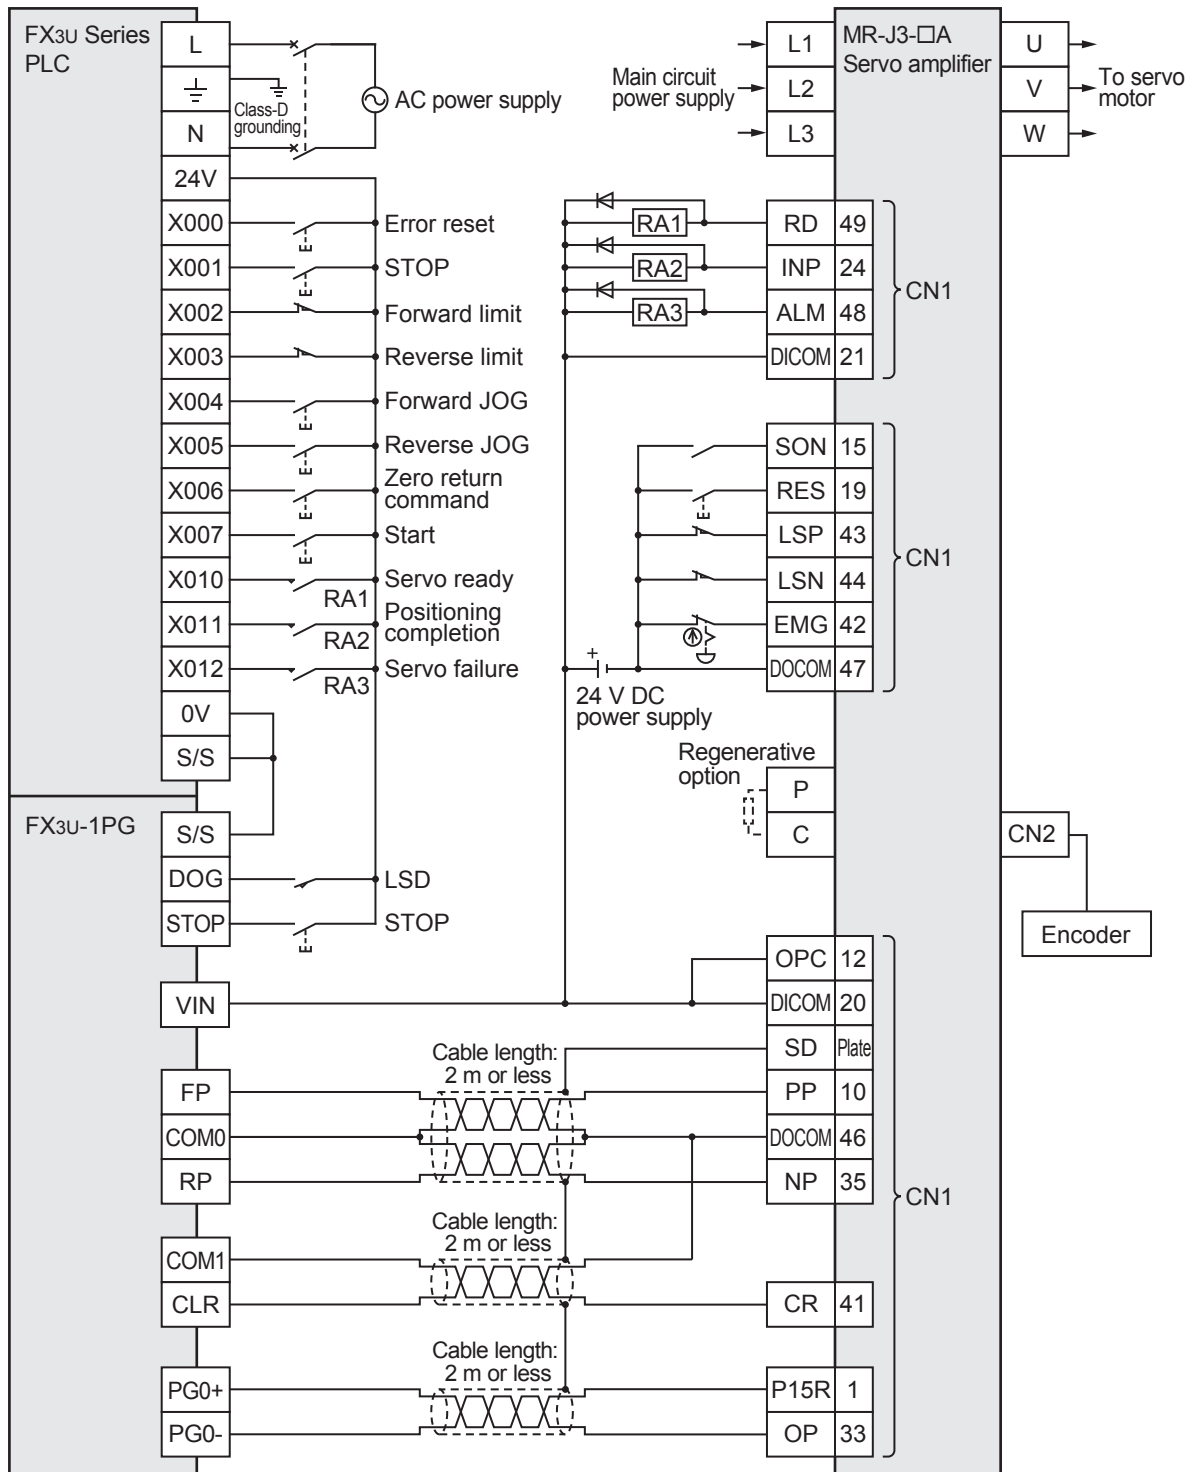 FX3U Series
PLC
L
N
24V
X000
X001
X002
X003
X004
X005
X006
X007
X010
X011
X012
0V
S/S
Class-D
grounding
AC power supply
Error reset
STOP
Forward limit
Reverse limit
Forward JOG
Reverse JOG
Zero return
command
Start
Servo ready
RA1
Positioning
completion
RA2
Servo failure
RA3
FX3U-1PG
S/S
DOG
LSD
STOP
STOP
VIN
FP
COM0
RP
COM1
CLR
PG0+
PG0-
Cable length:
2 m or less
Cable length:
2 m or less
Cable length:
2 m or less
Main circuit
power supply
L1
L2
L3
MR-J3-□A
Servo amplifier
U
V
W
To servo
motor
RA1
RD 49
RA2
INP 24
RA3
ALM 48
DICOM 21
CN1
SON 15
RES 19
LSP 43
LSN 44
EMG 42
DOCOM 47
CN1
+
24 V DC
power supply
Regenerative
option
P
C
CN2
Encoder
OPC 12
DICOM 20
SD Plate
PP 10
DOCOM 46
NP 35
CR 41
P15R 1
OP 33
CN1